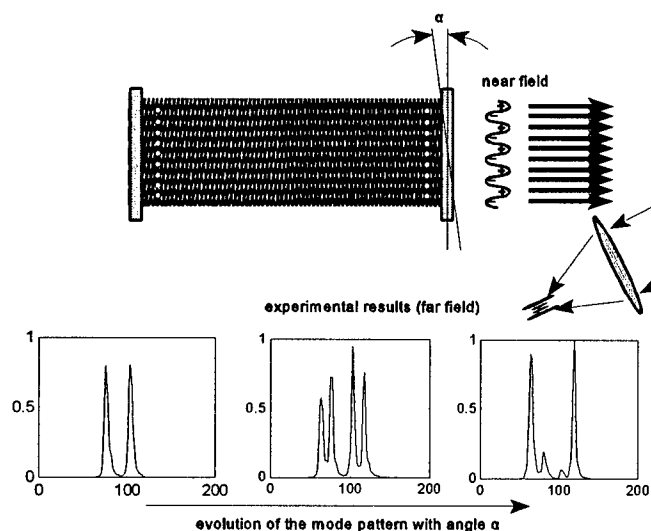 α
near field
experimental results (far field)
1
0.5
0
0 100 200
1
0.5
0
0 100 200
1
0.5
0
0 100 200
evolution of the mode pattern with angle α